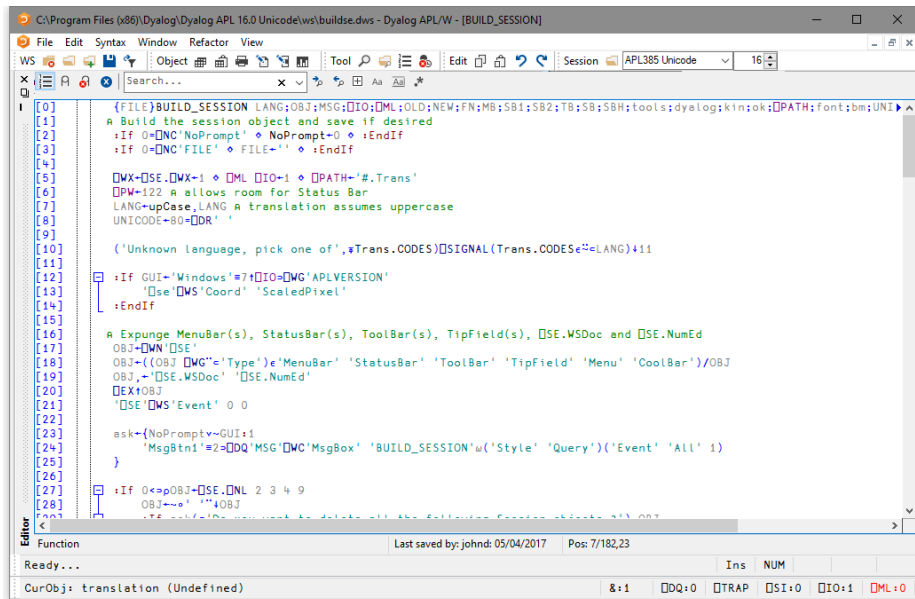 C:\Program Files (x86)\Dyalog\Dyalog APL 16.0 Unicode\ws\buildse.dws - Dyalog APL/W - [BUILD_SESSION]
File Edit Syntax Window Refactor View
WS Object Tool Edit Session APL385 Unicode 16
Search... Aa
[0] {FILE}BUILD_SESSION LANG;OBJ;MSG;⎕IO;⎕ML;OLD;NEW;FN;MB;SB1;SB2;TB;SB;SBH;tools;dyalog;kin;ok;⎕PATH;font;bm;UNI
[1] ⍝ Build the session object and save if desired
[2] :If 0=⎕NC'NoPrompt' ⋄ NoPrompt←0 ⋄ :EndIf
[3] :If 0=⎕NC'FILE' ⋄ FILE←'' ⋄ :EndIf
[4]
[5] ⎕WX←⎕SE.⎕WX←1 ⋄ ⎕ML ⎕IO←1 ⋄ ⎕PATH←'#.Trans'
[6] ⎕PW←122 ⍝ allows room for Status Bar
[7] LANG←upCase,LANG ⍝ translation assumes uppercase
[8] UNICODE←80=⎕DR' '
[9]
[10] ('Unknown language, pick one of',⍕Trans.CODES)⎕SIGNAL(Trans.CODES∊⍨⊂LANG)↓11
[11]
[12] :If GUI←'Windows'≡7↑⎕IO⊃⎕WG'APLVERSION'
[13] '⎕se'⎕WS'Coord' 'ScaledPixel'
[14] :EndIf
[15]
[16] ⍝ Expunge MenuBar(s), StatusBar(s), ToolBar(s), TipField(s), ⎕SE.WSDoc and ⎕SE.NumEd
[17] OBJ←⎕WN'⎕SE'
[18] OBJ←((OBJ ⎕WG¨⊂'Type')∊'MenuBar' 'StatusBar' 'ToolBar' 'TipField' 'Menu' 'CoolBar')/OBJ
[19] OBJ,←'⎕SE.WSDoc' '⎕SE.NumEd'
[20] ⎕EX↑OBJ
[21] '⎕SE'⎕WS'Event' 0 0
[22]
[23] ask←{NoPrompt∨~GUI:1
[24] 'MsgBtn1'≡2⊃⎕DQ'MSG'⎕WC'MsgBox' 'BUILD_SESSION'⍵('Style' 'Query')('Event' 'All' 1)
[25] }
[26]
[27] :If 0<⊃⍴OBJ←⎕SE.⎕NL 2 3 4 9
[28] OBJ←~∘' '¨↓OBJ
Editor
Function Last saved by: johnd: 05/04/2017 Pos: 7/182,23
Ready... Ins NUM
CurObj: translation (Undefined) &:1 ⎕DQ:0 ⎕TRAP ⎕SI:0 ⎕IO:1 ⎕ML:0